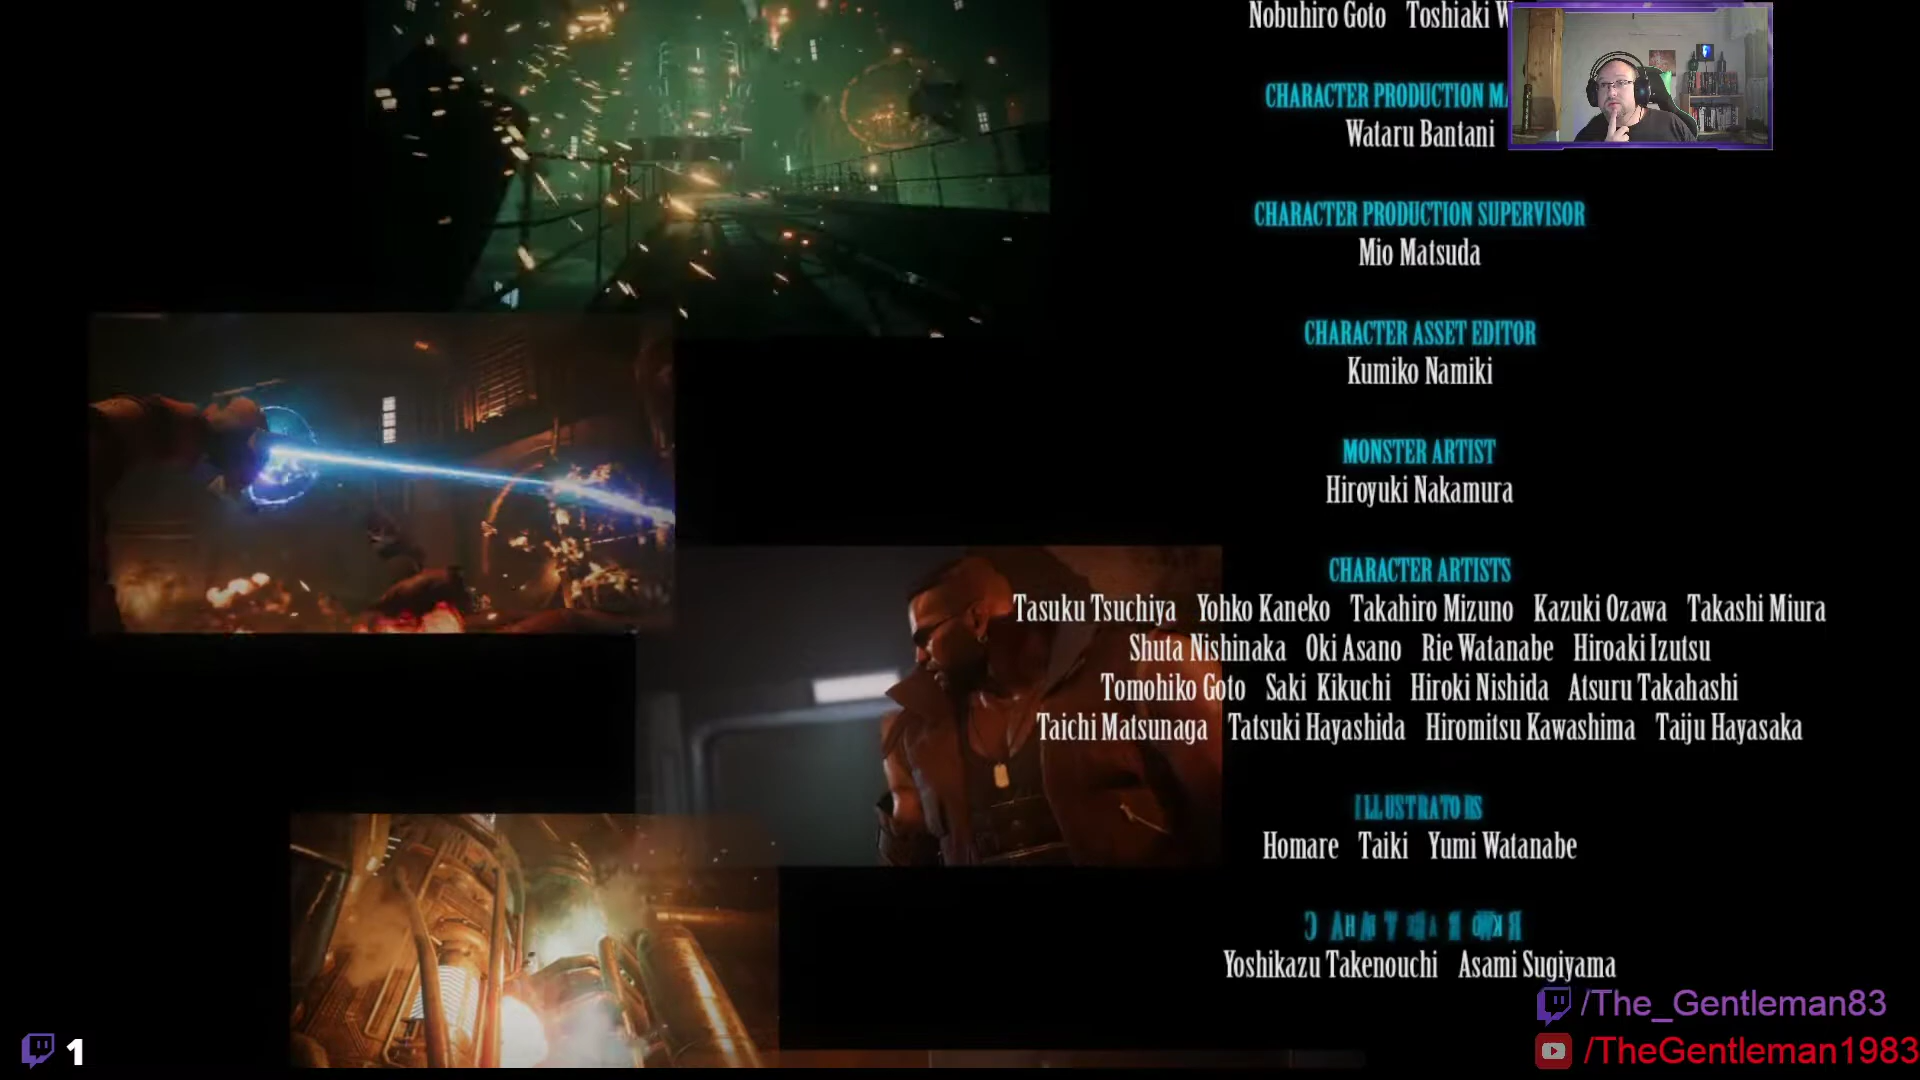 Nobuhiro Goto Toshiaki
CHARACTER PRODUCTION
Wataru Bantani
CHARACTER PRODUCTION SUPERVISOR
Mio Matsuda
CHARACTER ASSET EDITOR
Kumiko Namiki
MONSTER ARTIST
Hiroyuki Nakamura
CHARACTER ARTISTS
Tasuku Tsuchiya Yohko Kaneko Takahiro Mizuno Kazuki Ozawa Takashi Miura
Shuta Nishinaka Oki Asano Rie Watanabe Hiroaki Izutsu
Tomohiko Goto Saki Kikuchi Hiroki Nishida Atsuru Takahashi
Taichi Matsunaga Tatsuki Hayashida Hiromitsu Kawashima Taiju Hayasaka
ILLUSTRATORS
Homare Taiki Yumi Watanabe
Yoshikazu Takenouchi Asami Sugiyama
/The_Gentleman83
/TheGentleman1983
1